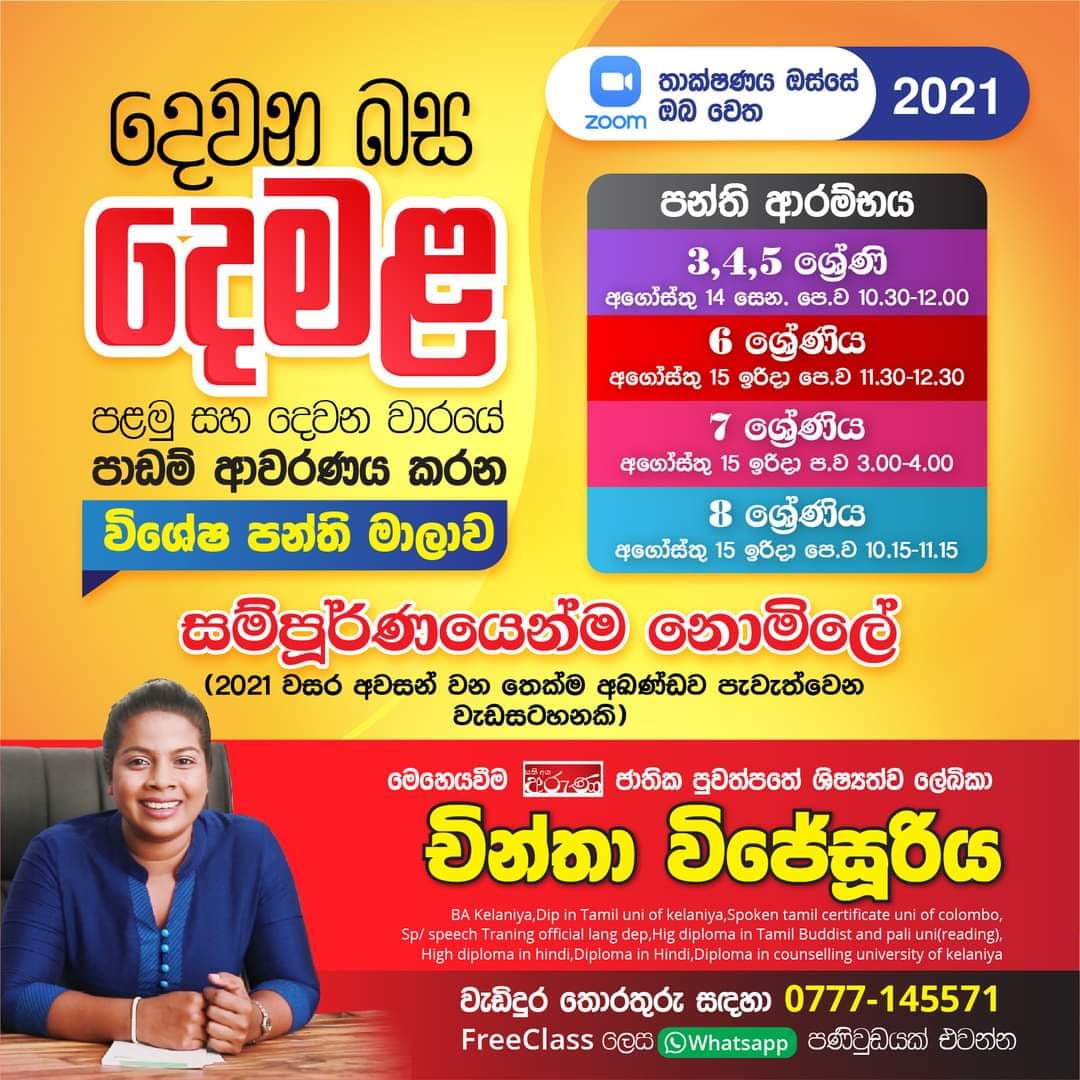 දෙවන බස
දෙමළ
පළමු සහ දෙවන වාරයේ
පාඩම් ආවරණය කරන
විශේෂ පන්ති මාලාව
zoom
තාක්ෂණය ඔස්සේ
ඔබ වෙත
2021
පන්ති ආරම්භය
3,4,5 ශ්‍රේණි
අගෝස්තු 14 සෙන. පෙ.ව 10.30-12.00
6 ශ්‍රේණිය
අගෝස්තු 15 ඉරිදා පෙ.ව 11.30-12.30
7 ශ්‍රේණිය
අගෝස්තු 15 ඉරිදා ප.ව 3.00-4.00
8 ශ්‍රේණිය
අගෝස්තු 15 ඉරිදා පෙ.ව 10.15-11.15
සම්පූර්ණයෙන්ම නොමිලේ
(2021 වසර අවසන් වන තෙක්ම අඛණ්ඩව පැවැත්වෙන
වැඩසටහනකි)
මෙහෙයවීම අරුණ ජාතික පුවත්පතේ ශිෂ්‍යත්ව ලේඛිකා
චින්තා විජේසූරිය
BA Kelaniya,Dip in Tamil uni of kelaniya,Spoken tamil certificate uni of colombo,
Sp/ speech Traning official lang dep,Hig diploma in Tamil Buddist and pali uni(reading),
High diploma in hindi,Diploma in Hindi,Diploma in counselling university of kelaniya
වැඩිදුර තොරතුරු සඳහා 0777-145571
FreeClass ලෙස Whatsapp පණිවුඩයක් එවන්න